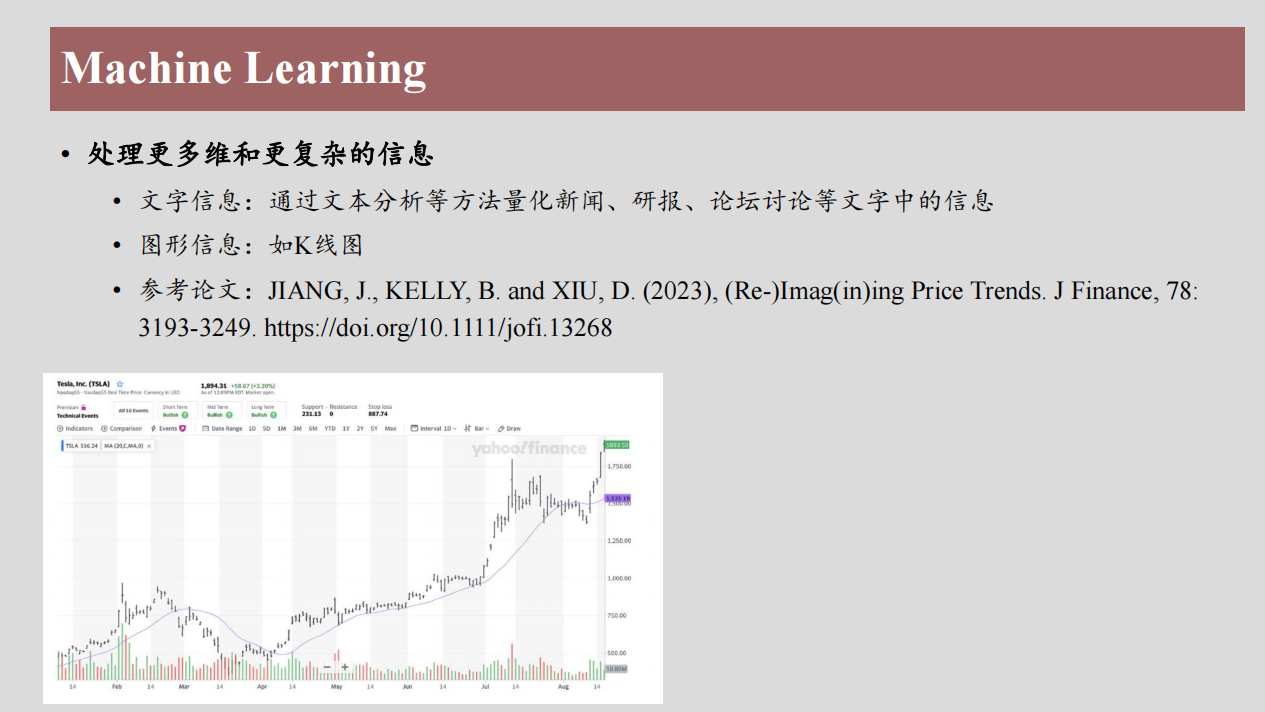 Machine Learning
• 处理更多维和更复杂的信息
• 文字信息：通过文本分析等方法量化新闻、研报、论坛讨论等文字中的信息
• 图形信息：如K线图
• 参考论文：JIANG, J., KELLY, B. and XIU, D. (2023), (Re-)Imag(in)ing Price Trends. J Finance, 78:
3193-3249. https://doi.org/10.1111/jofi.13268
Tesla, Inc. (TSLA)
1,894.31 +58.67 (+3.20%)
NasdaqGS - NasdaqGS Real Time Price. Currency in USD
As of 12:05PM EDT. Market open.
Premium
Technical Events
All 16 Events
Short Term
Bullish
Mid Term
Bullish
Long Term
Bullish
Support - Resistance
231.13 0
Stop loss
887.74
Indicators Comparison Events Date Range 1D 5D 1M 3M 6M YTD 1Y 2Y 5Y Max Interval 1D Bar Draw
TSLA 516.24 MA (20,C,MA,0) ×
yahoo!finance
1,750.00
1,535.19
1,500.00
1,250.00
1,000.00
750.00
500.00
14 Feb 14 Mar 14 Apr 14 May 14 Jun 14 Jul 14 Aug 14